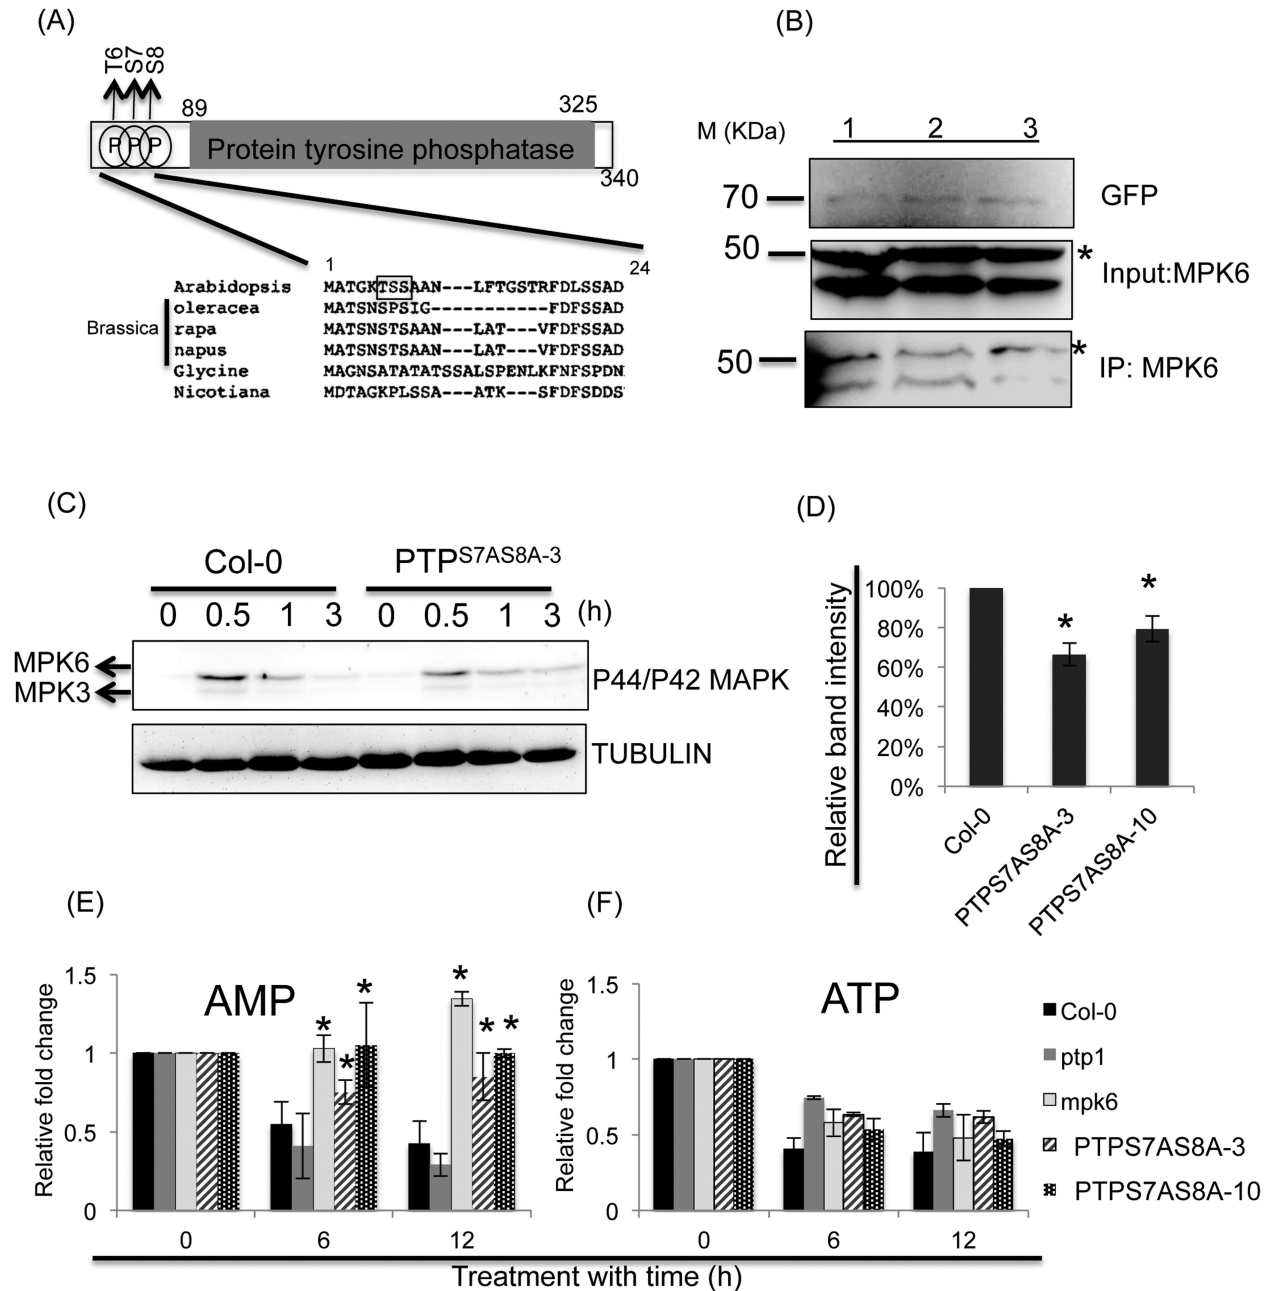 (A)
T6 S7 S8
89 325
P P P Protein tyrosine phosphatase
340
1 24
Arabidopsis MATGKTSSAAN---LFTGSTRFDLSSAD
Brassica
oleracea MATSNSPSIG-----------FDFSSAD
rapa MATSNSTSAAN---LAT---VFDFSSAD
napus MATSNSTSAAN---LAT---VFDFSSAD
Glycine MAGNSATATATSSALSPENLKFNFSPDN
Nicotiana MDTAGKPLSSA---ATK---SFDFSDDS
(B)
M (KDa) 1 2 3
70 GFP
50 * Input:MPK6
50 * IP: MPK6
(C)
Col-0 PTPS7AS8A-3
0 0.5 1 3 0 0.5 1 3 (h)
MPK6
MPK3
P44/P42 MAPK
TUBULIN
(D)
Relative band intensity
100%
80%
60%
40%
20%
0%
* *
Col-0
PTPS7AS8A-3
PTPS7AS8A-10
(E)
AMP
Relative fold change
1.5
1
0.5
0
* * * * * *
0 6 12
(F)
ATP
Relative fold change
1.5
1
0.5
0
0 6 12
Col-0
ptp1
mpk6
PTPS7AS8A-3
PTPS7AS8A-10
Treatment with time (h)